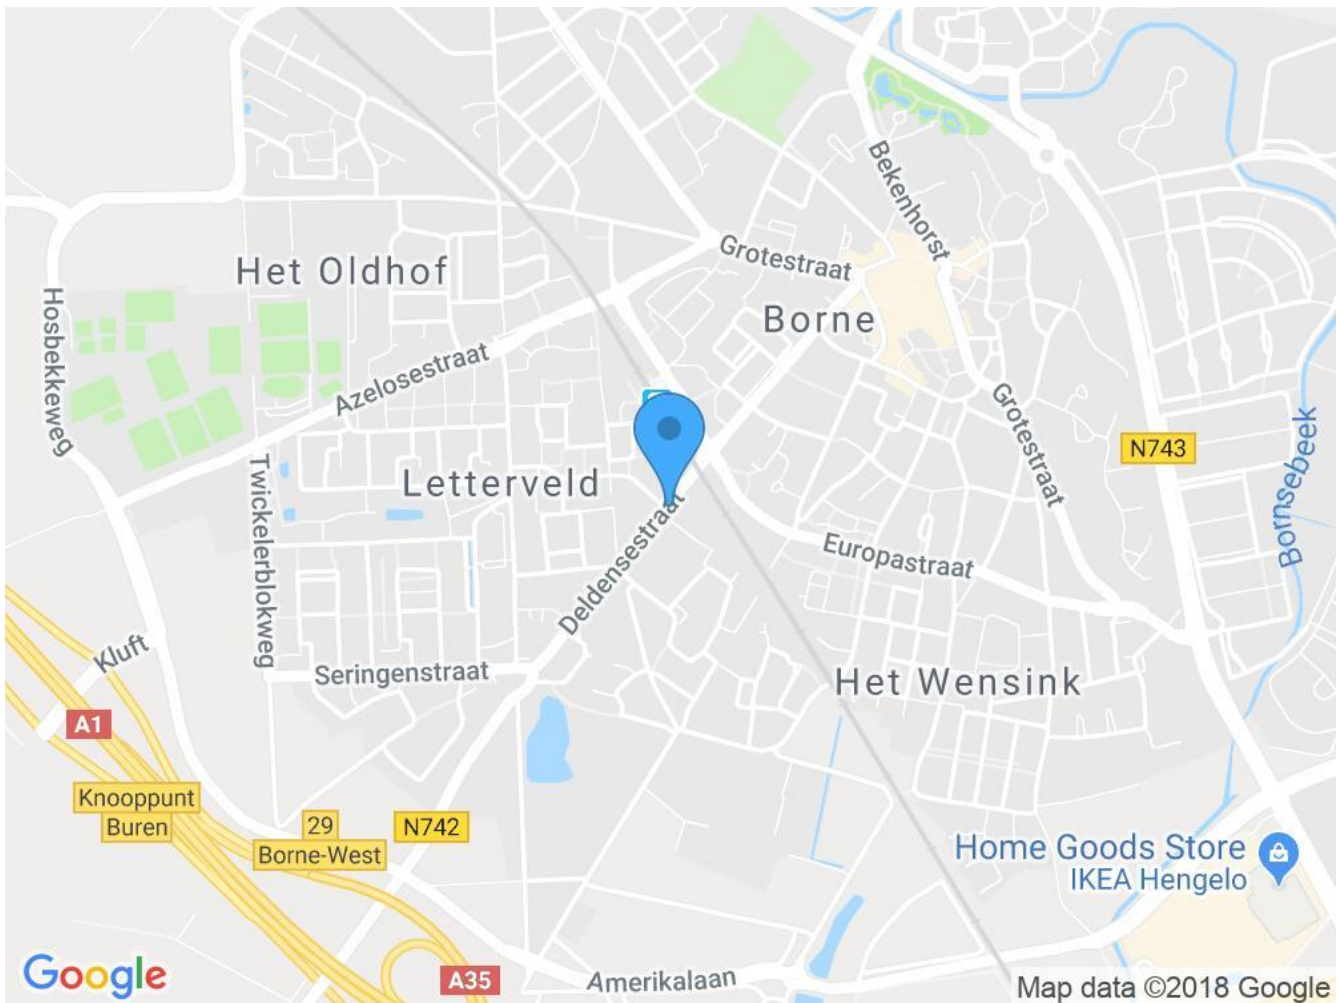 Bekenhorst
Grotestraat
Het Oldhof
Borne
Hosbekkeweg
Azelosestraat
Grotestraat
Bornsebeek
N743
Twickelerblokweg
Letterveld
Deldensestraat
Europastraat
Kluft
Seringenstraat
Het Wensink
A1
Knooppunt
Buren
29
Borne-West
N742
Home Goods Store
IKEA Hengelo
Google
A35
Amerikalaan
Map data ©2018 Google